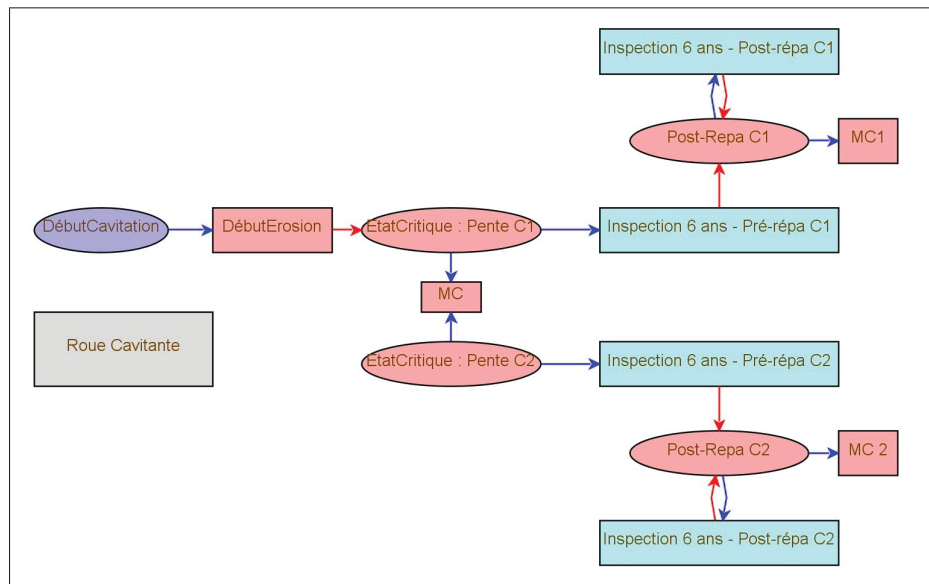 Inspection 6 ans - Post-répa C1
Post-Repa C1
MC1
DébutCavitation
DébutErosion
EtatCritique : Pente C1
Inspection 6 ans - Pré-répa C1
MC
Roue Cavitante
EtatCritique : Pente C2
Inspection 6 ans - Pré-répa C2
Post-Repa C2
MC 2
Inspection 6 ans - Post-répa C2